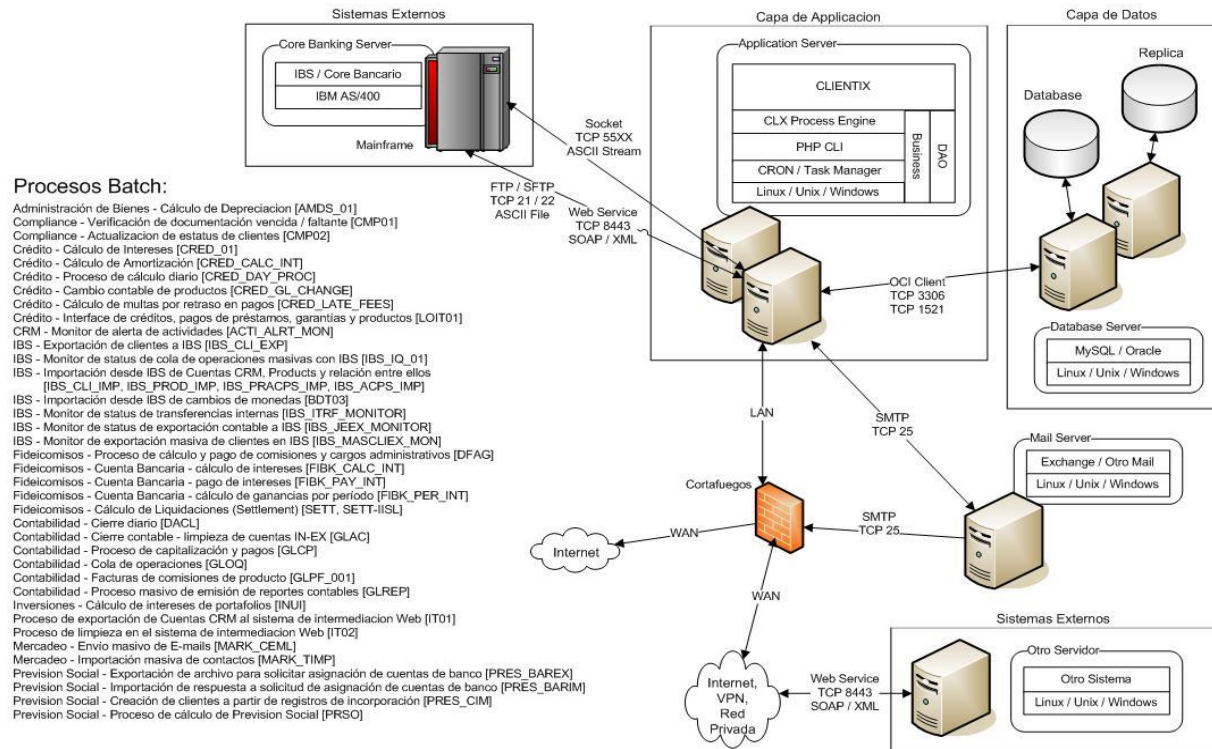 Sistemas Externos
Core Banking Server
IBS / Core Bancario
IBM AS/400
Mainframe
Socket
TCP 55XX
ASCII Stream
FTP / SFTP
TCP 21 / 22
ASCII File
Web Service
TCP 8443
SOAP / XML
Capa de Applicacion
Application Server
CLIENTIX
CLX Process Engine
PHP CLI
CRON / Task Manager
Linux / Unix / Windows
Business
DAO
Capa de Datos
Replica
Database
OCI Client
TCP 3306
TCP 1521
Database Server
MySQL / Oracle
Linux / Unix / Windows
Procesos Batch:
Administración de Bienes - Cálculo de Depreciacion [AMDS_01]
Compliance - Verificación de documentación vencida / faltante [CMP01]
Compliance - Actualizacion de estatus de clientes [CMP02]
Crédito - Cálculo de Intereses [CRED_01]
Crédito - Cálculo de Amortización [CRED_CALC_INT]
Crédito - Proceso de cálculo diario [CRED_DAY_PROC]
Crédito - Cambio contable de productos [CRED_GL_CHANGE]
Crédito - Cálculo de multas por retraso en pagos [CRED_LATE_FEES]
Crédito - Interface de créditos, pagos de préstamos, garantías y productos [LOIT01]
CRM - Monitor de alerta de actividades [ACTI_ALRT_MON]
IBS - Exportación de clientes a IBS [IBS_CLI_EXP]
IBS - Monitor de status de cola de operaciones masivas con IBS [IBS_IQ_01]
IBS - Importación desde IBS de Cuentas CRM, Products y relación entre ellos
[IBS_CLI_IMP, IBS_PROD_IMP, IBS_PRACPS_IMP, IBS_ACPS_IMP]
IBS - Importación desde IBS de cambios de monedas [BDT03]
IBS - Monitor de status de transferencias internas [IBS_ITRF_MONITOR]
IBS - Monitor de status de exportación contable a IBS [IBS_JEEX_MONITOR]
IBS - Monitor de exportación masiva de clientes en IBS [IBS_MASCLIEX_MON]
Fideicomisos - Proceso de cálculo y pago de comisiones y cargos administrativos [DFAG]
Fideicomisos - Cuenta Bancaria - cálculo de intereses [FIBK_CALC_INT]
Fideicomisos - Cuenta Bancaria - pago de intereses [FIBK_PAY_INT]
Fideicomisos - Cuenta Bancaria - cálculo de ganancias por período [FIBK_PER_INT]
Fideicomisos - Cálculo de Liquidaciones (Settlement) [SETT, SETT-IISL]
Contabilidad - Cierre diario [DACL]
Contabilidad - Cierre contable - limpieza de cuentas IN-EX [GLAC]
Contabilidad - Proceso de capitalización y pagos [GLCP]
Contabilidad - Cola de operaciones [GLOQ]
Contabilidad - Facturas de comisiones de producto [GLPF_001]
Contabilidad - Proceso masivo de emisión de reportes contables [GLREP]
Inversiones - Cálculo de intereses de portafolios [INUI]
Proceso de exportación de Cuentas CRM al sistema de intermediacion Web [IT01]
Proceso de limpieza en el sistema de intermediacion Web [IT02]
Mercadeo - Envío masivo de E-mails [MARK_CEML]
Mercadeo - Importación masiva de contactos [MARK_TIMP]
Prevision Social - Exportación de archivo para solicitar asignación de cuentas de banco [PRES_BAREX]
Prevision Social - Importación de respuesta a solicitud de asignación de cuentas de banco [PRES_BARIM]
Prevision Social - Creación de clientes a partir de registros de incorporación [PRES_CIM]
Prevision Social - Proceso de cálculo de Prevision Social [PRSO]
LAN
SMTP
TCP 25
Mail Server
Exchange / Otro Mail
Linux / Unix / Windows
Cortafuegos
SMTP
TCP 25
WAN
Internet
WAN
Internet,
VPN,
Red
Privada
Web Service
TCP 8443
SOAP / XML
Sistemas Externos
Otro Servidor
Otro Sistema
Linux / Unix / Windows